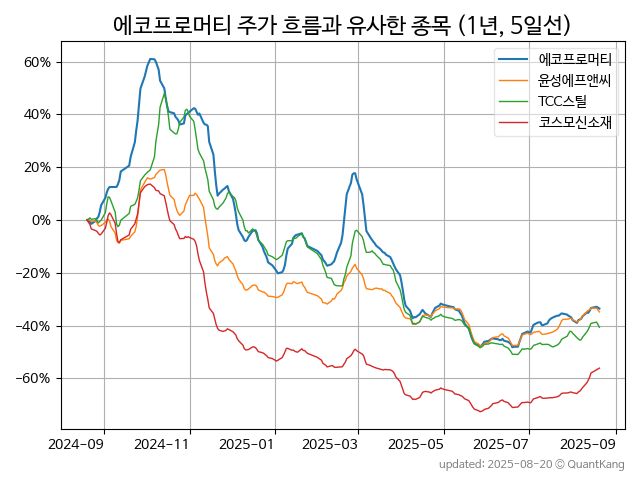 에코프로머티 주가 흐름과 유사한 종목 (1년, 5일선)
에코프로머티
윤성에프앤씨
TCC스틸
코스모신소재
60%
40%
20%
0%
−20%
−40%
−60%
2024−09
2024−11
2025−01
2025−03
2025−05
2025−07
2025−09
updated: 2025-08-20 © QuantKang